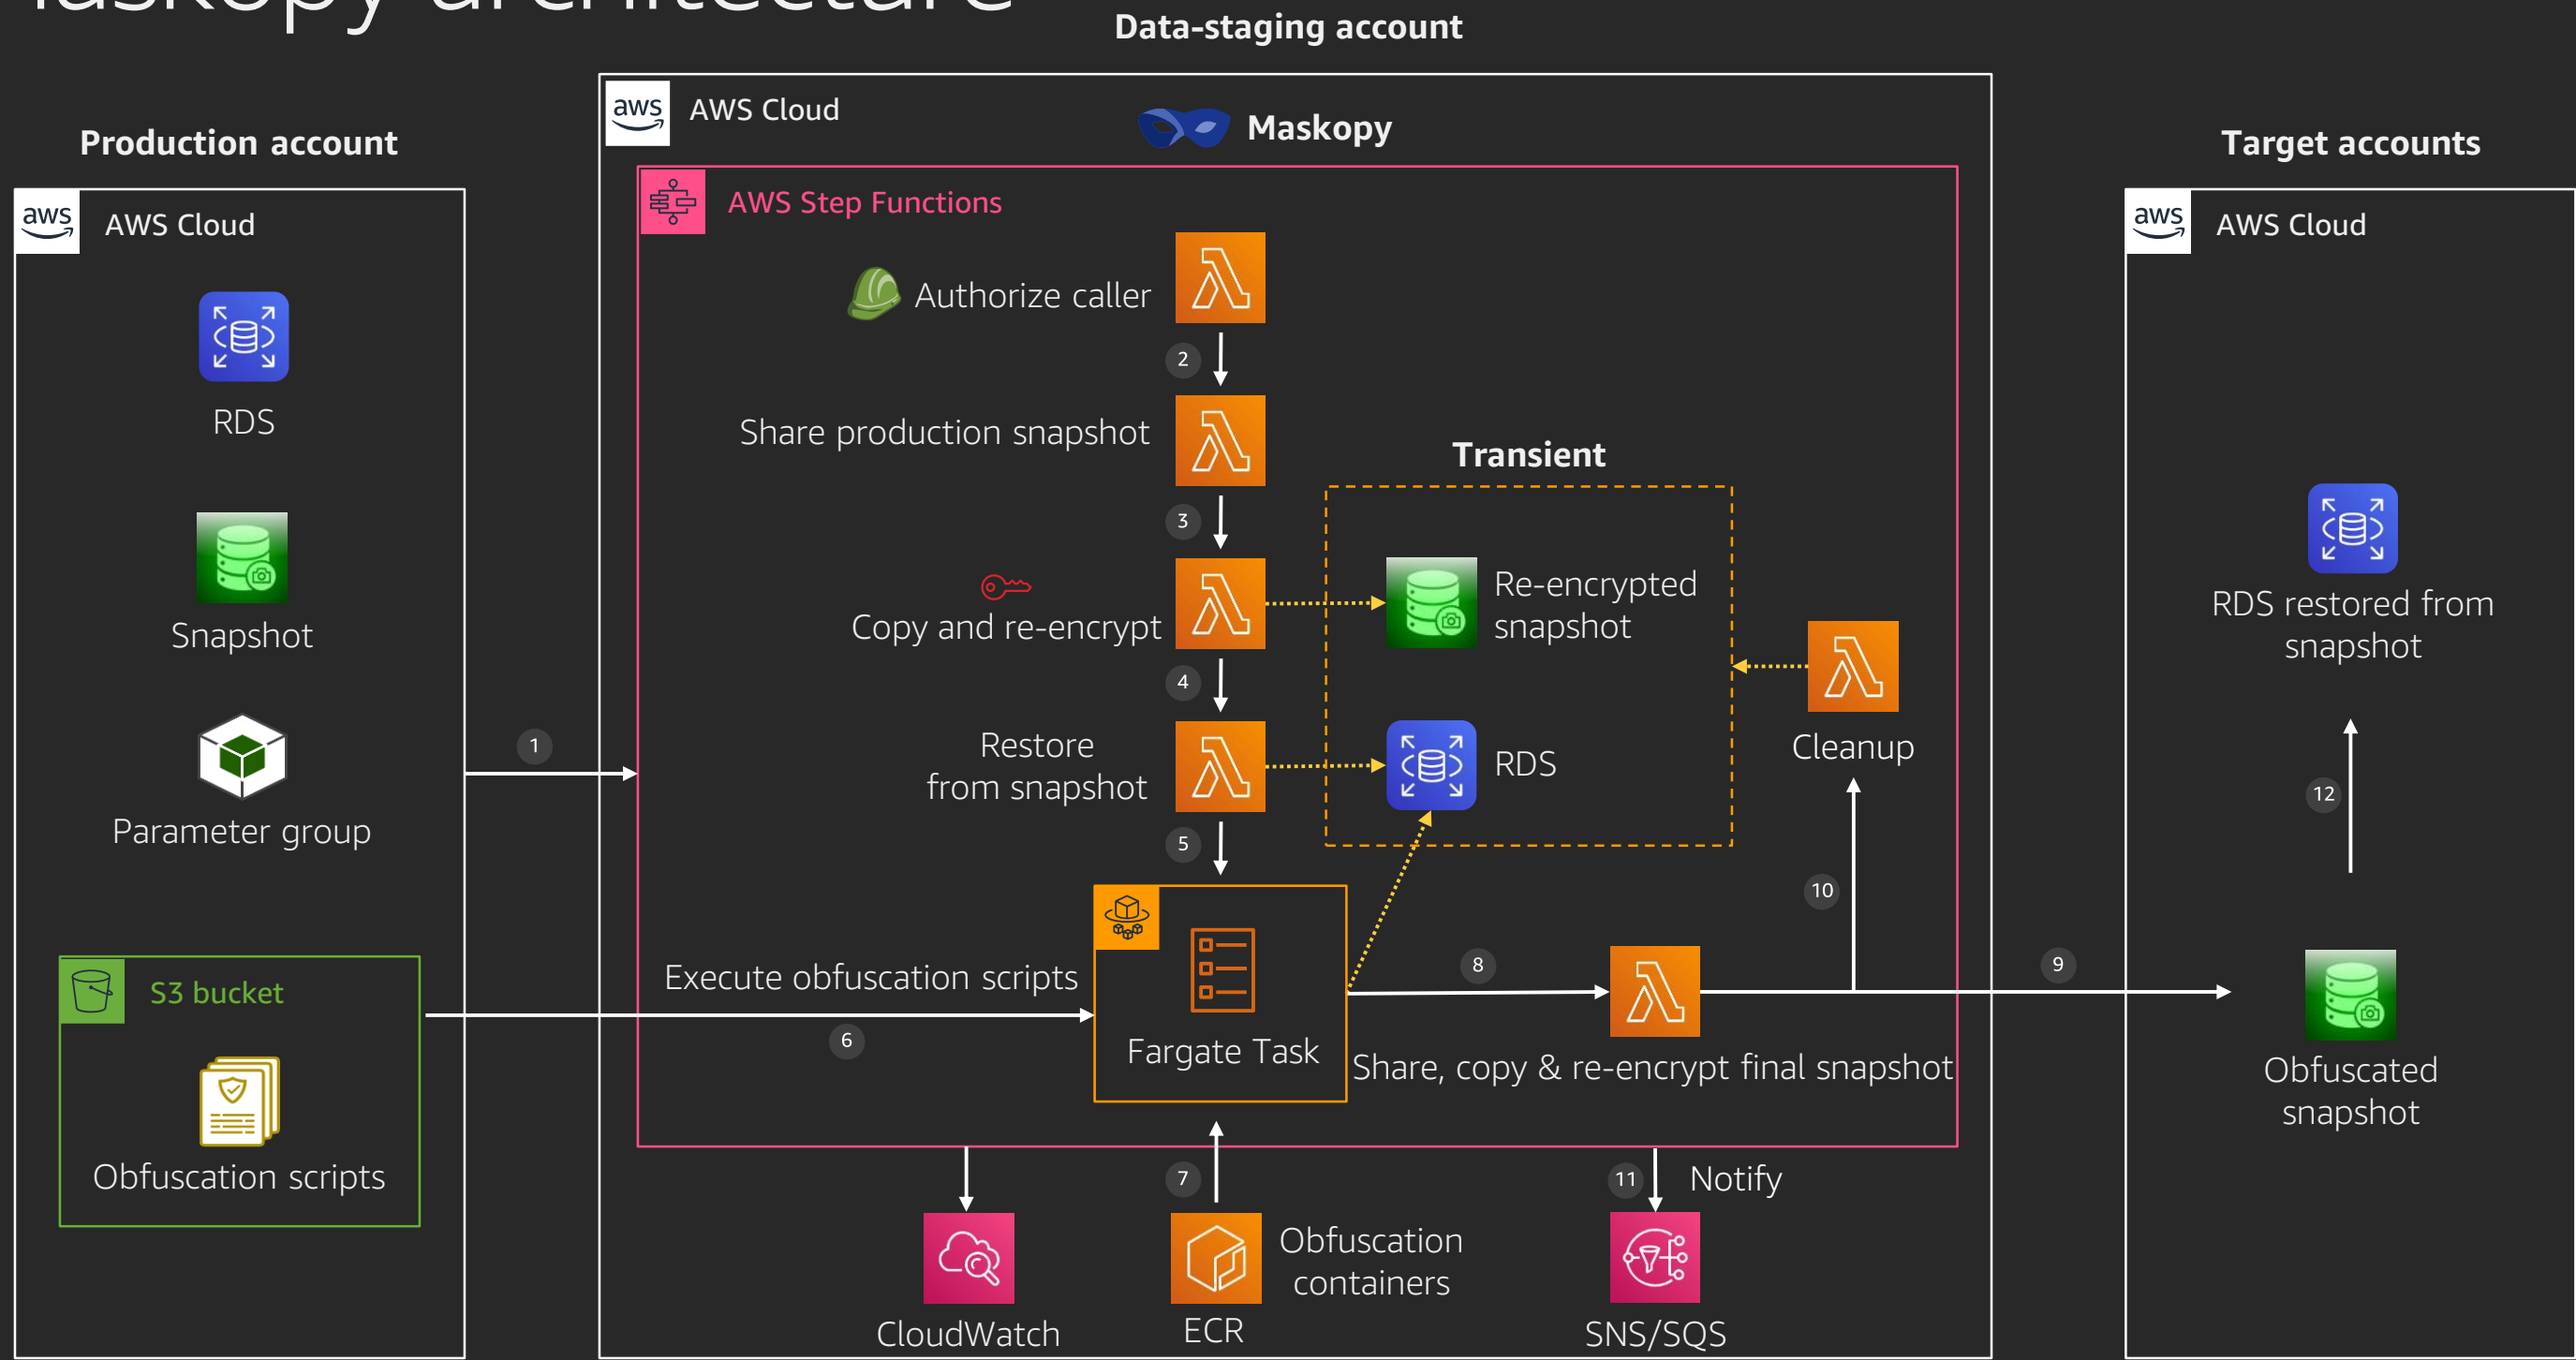 architecture
Data-staging account
Production account
aws
AWS Cloud
RDS
Snapshot
Parameter group
S3 bucket
Obfuscation scripts
1
aws
AWS Cloud
Maskopy
AWS Step Functions
Authorize caller
2
Share production snapshot
3
Copy and re-encrypt
4
Restore
from snapshot
5
Transient
Re-encrypted
snapshot
RDS
Cleanup
10
Execute obfuscation scripts
6
Fargate Task
8
Share, copy & re-encrypt final snapshot
9
7
11
Notify
CloudWatch
ECR
Obfuscation
containers
SNS/SQS
Target accounts
aws
AWS Cloud
RDS restored from
snapshot
12
Obfuscated
snapshot